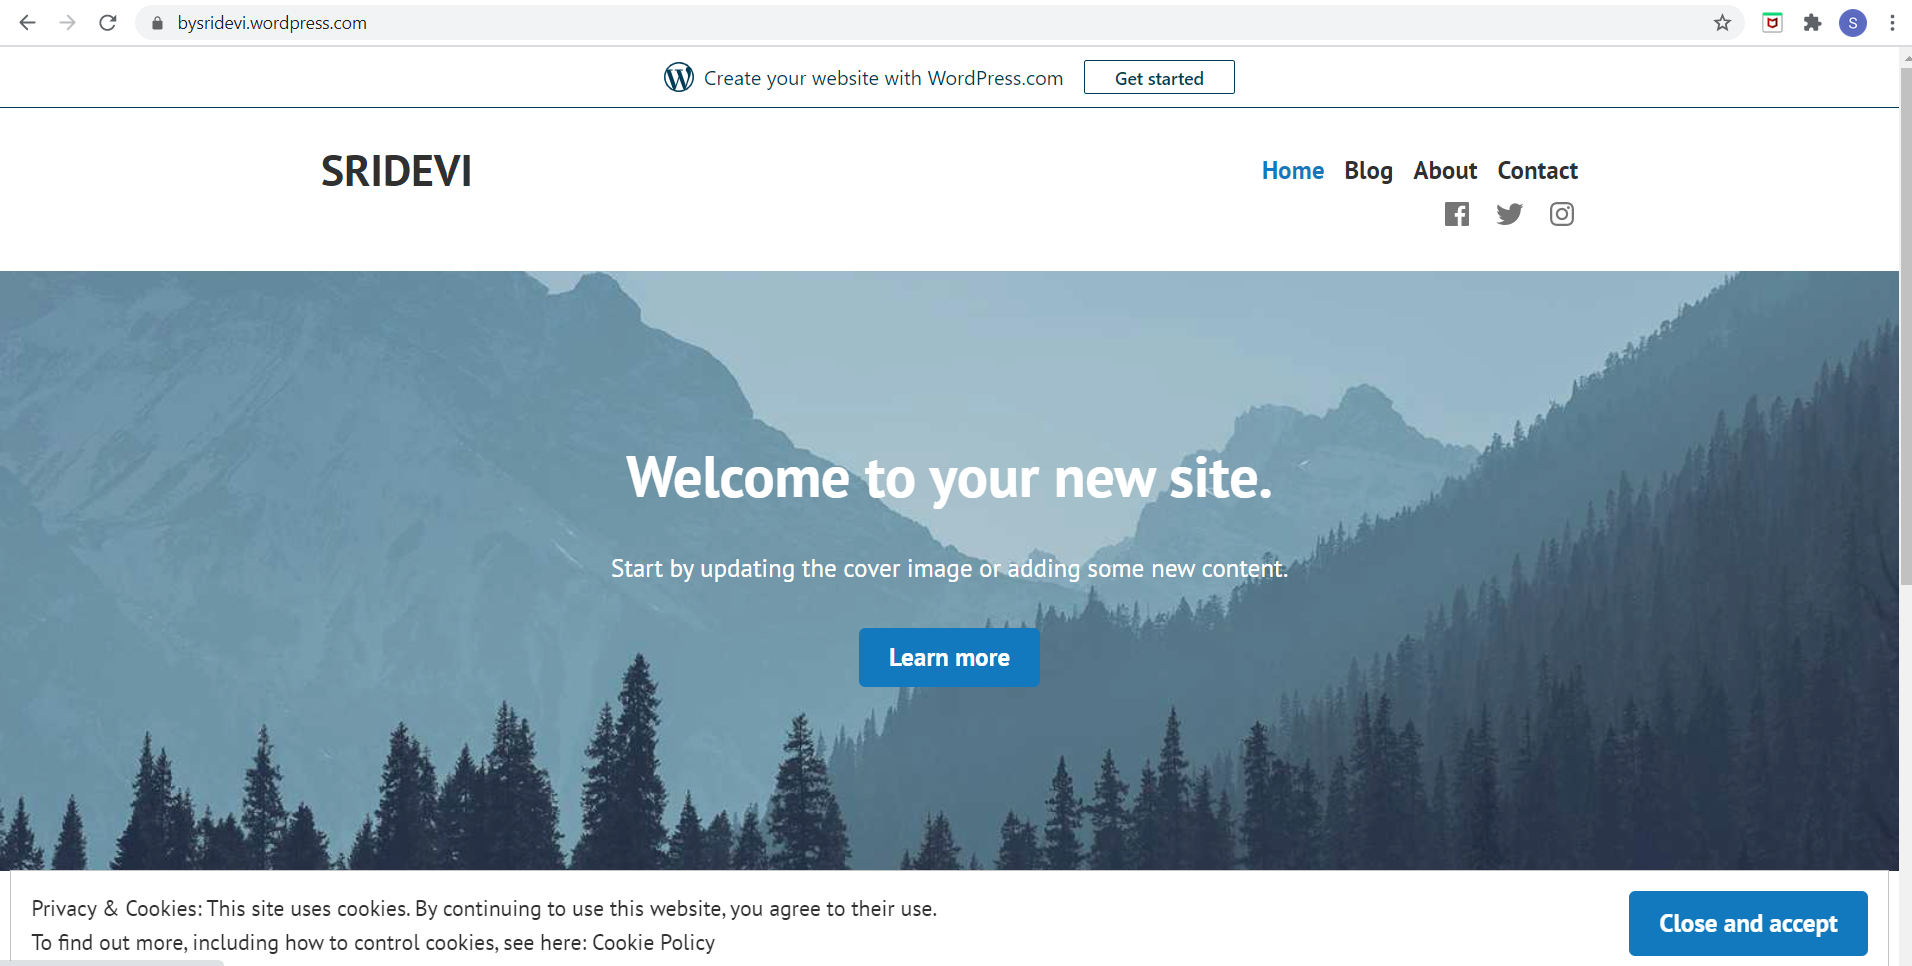 bysridevi.wordpress.com
S
Create your website with WordPress.com Get started
SRIDEVI
Home Blog About Contact
Welcome to your new site.
Start by updating the cover image or adding some new content.
Learn more
Privacy & Cookies: This site uses cookies. By continuing to use this website, you agree to their use.
To find out more, including how to control cookies, see here: Cookie Policy
Close and accept